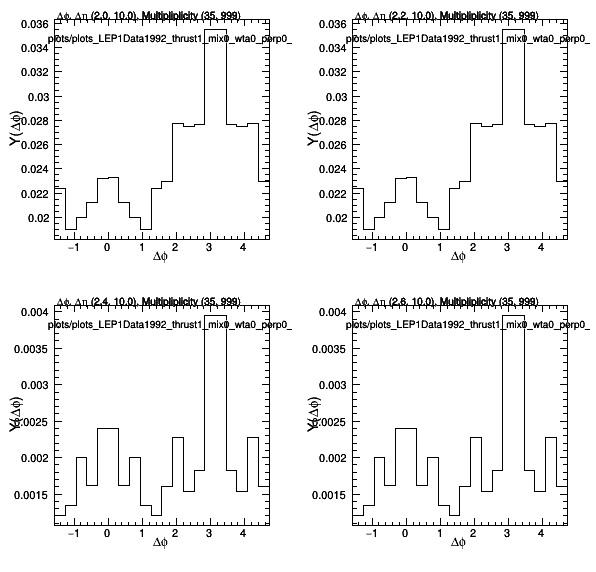 Δφ, Δη (2.0, 10.0), Multipliplicity (35, 999)
plots/plots_LEP1Data1992_thrust1_mix0_wta0_perp0_
Y(Δφ)
0.036
0.034
0.032
0.03
0.028
0.026
0.024
0.022
0.02
−1 0 1 2 3 4
Δφ
Δφ, Δη (2.2, 10.0), Multipliplicity (35, 999)
plots/plots_LEP1Data1992_thrust1_mix0_wta0_perp0_
Y(Δφ)
0.036
0.034
0.032
0.03
0.028
0.026
0.024
0.022
0.02
−1 0 1 2 3 4
Δφ
Δφ, Δη (2.4, 10.0), Multipliplicity (35, 999)
plots/plots_LEP1Data1992_thrust1_mix0_wta0_perp0_
Y(Δφ)
0.004
0.0035
0.003
0.0025
0.002
0.0015
−1 0 1 2 3 4
Δφ
Δφ, Δη (2.6, 10.0), Multipliplicity (35, 999)
plots/plots_LEP1Data1992_thrust1_mix0_wta0_perp0_
Y(Δφ)
0.004
0.0035
0.003
0.0025
0.002
0.0015
−1 0 1 2 3 4
Δφ